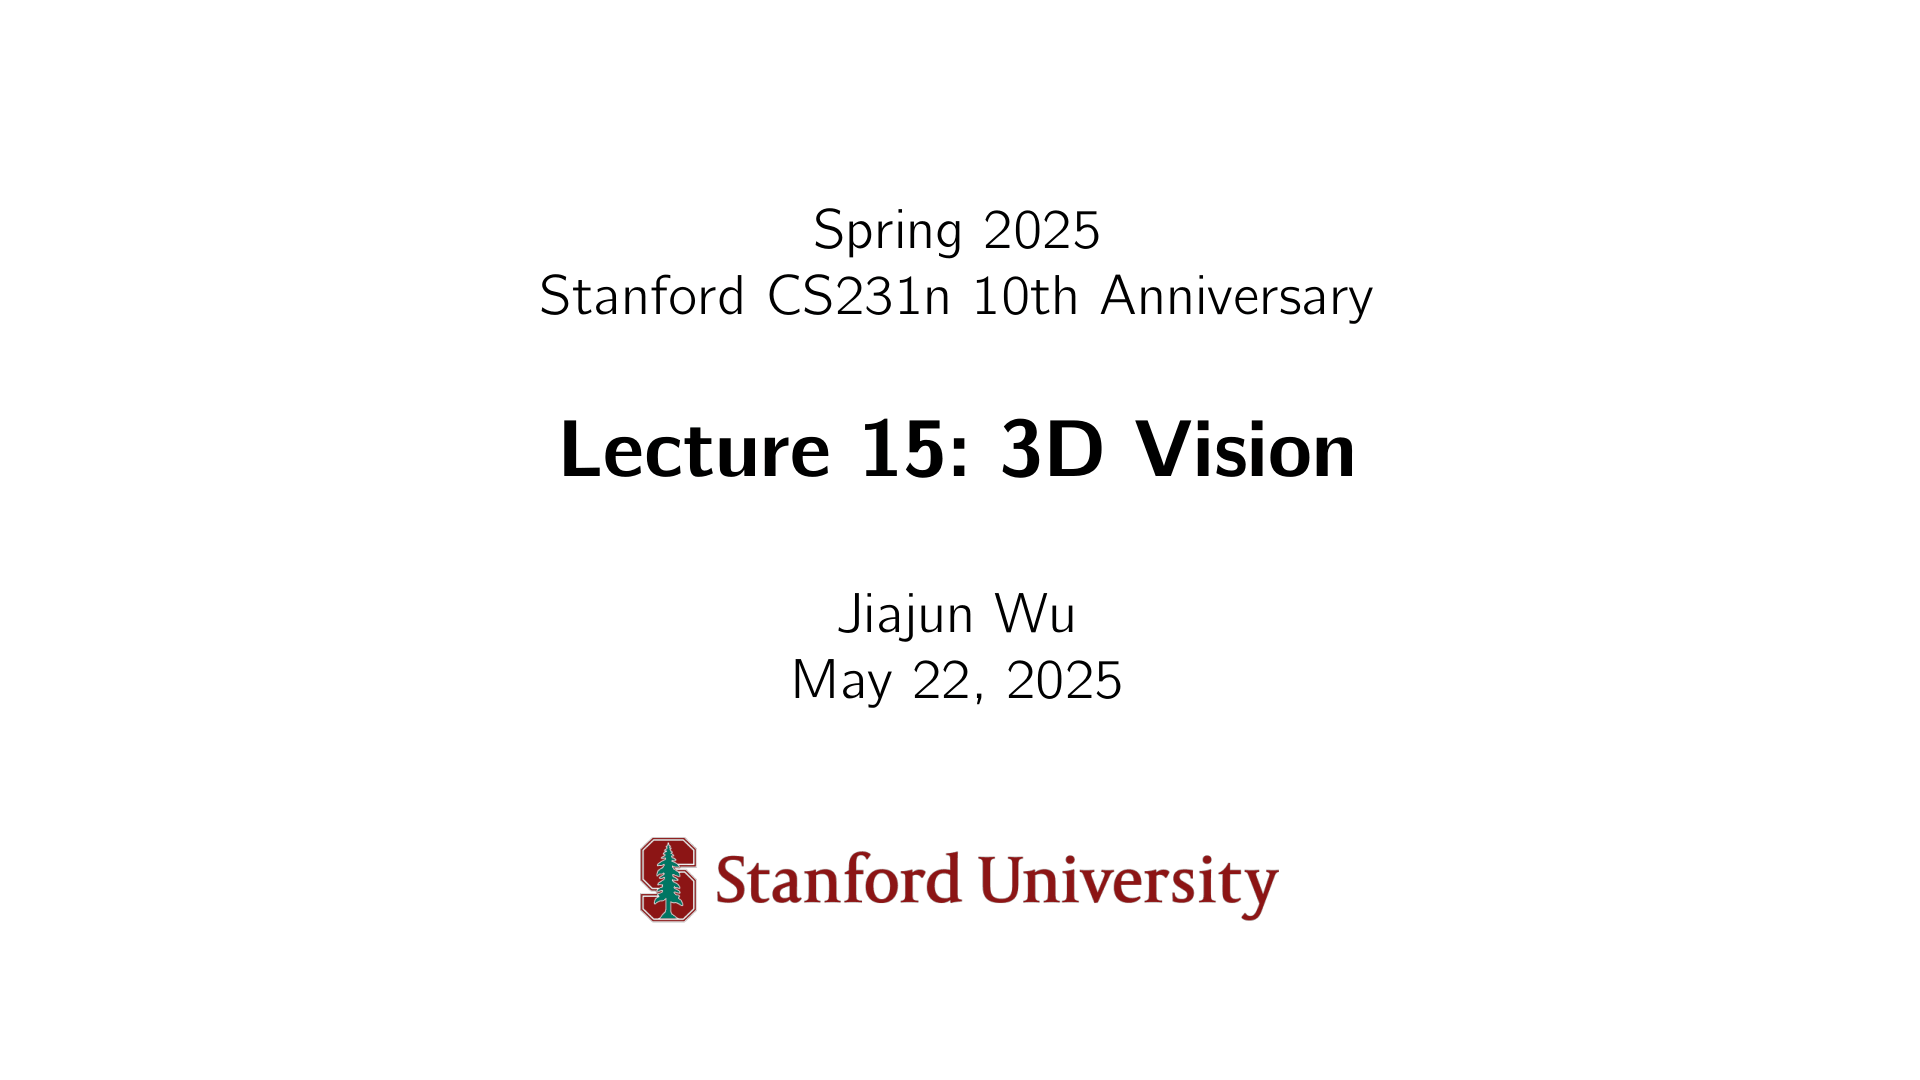 Spring 2025
Stanford CS231n 10th Anniversary
Lecture 15: 3D Vision
Jiajun Wu
May 22, 2025
Stanford University